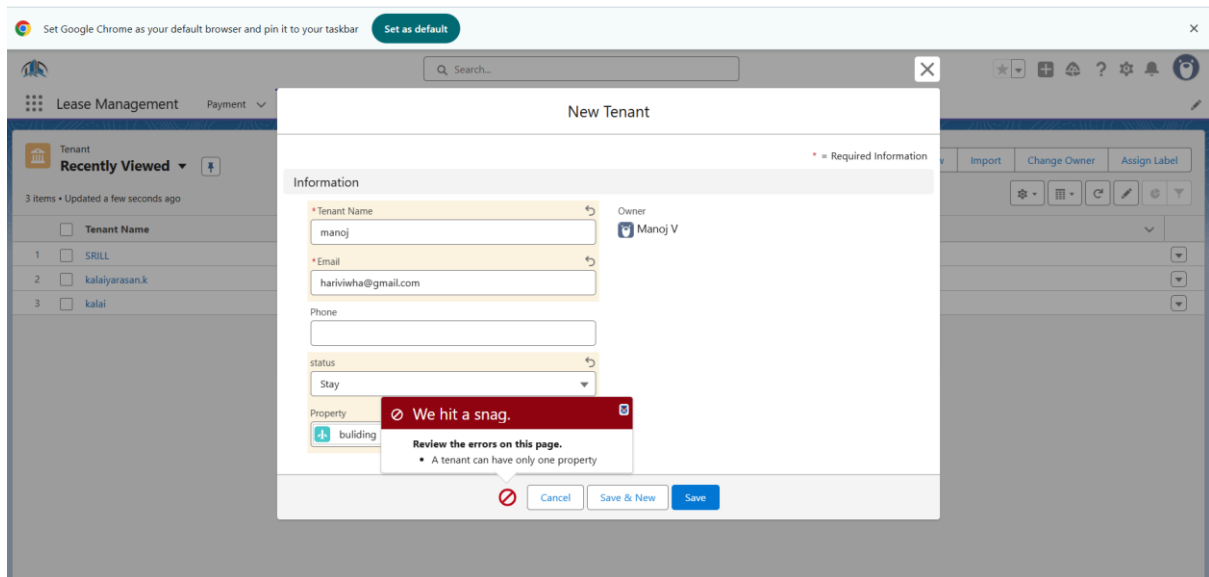 Set Google Chrome as your default browser and pin it to your taskbar Set as default
Search...
Lease Management Payment
New Tenant
* = Required Information
Tenant
Recently Viewed
Import Change Owner Assign Label
Information
3 items • Updated a few seconds ago
* Tenant Name
Owner
manoj
Manoj V
Tenant Name
* Email
1 SRILL
hariviwha@gmail.com
2 kalaiyarasan.k
3 kalai
Phone
status
Stay
Property
buliding
We hit a snag.
Review the errors on this page.
• A tenant can have only one property
Cancel Save & New Save